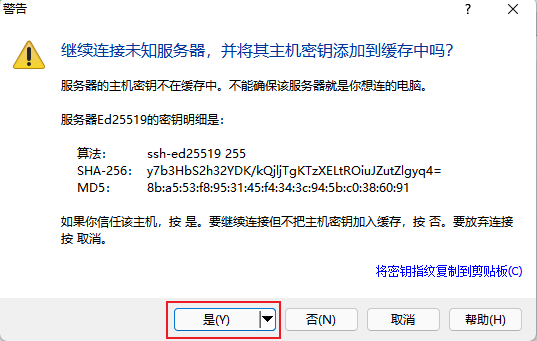 警告
?
继续连接未知服务器，并将其主机密钥添加到缓存中吗？
服务器的主机密钥不在缓存中。不能确保该服务器就是你想连的电脑。
服务器Ed25519的密钥明细是：
算法： ssh-ed25519 255
SHA-256： y7b3HbS2h32YDK/kQjljTgKTzXELtROiuJZutZlgyq4=
MD5： 8b:a5:53:f8:95:31:45:f4:34:3c:94:5b:c0:38:60:91
如果你信任该主机，按 是。要继续连接但不把主机密钥加入缓存，按 否。要放弃连接
按 取消。
将密钥指纹复制到剪贴板(C)
是(Y) 否(N) 取消 帮助(H)